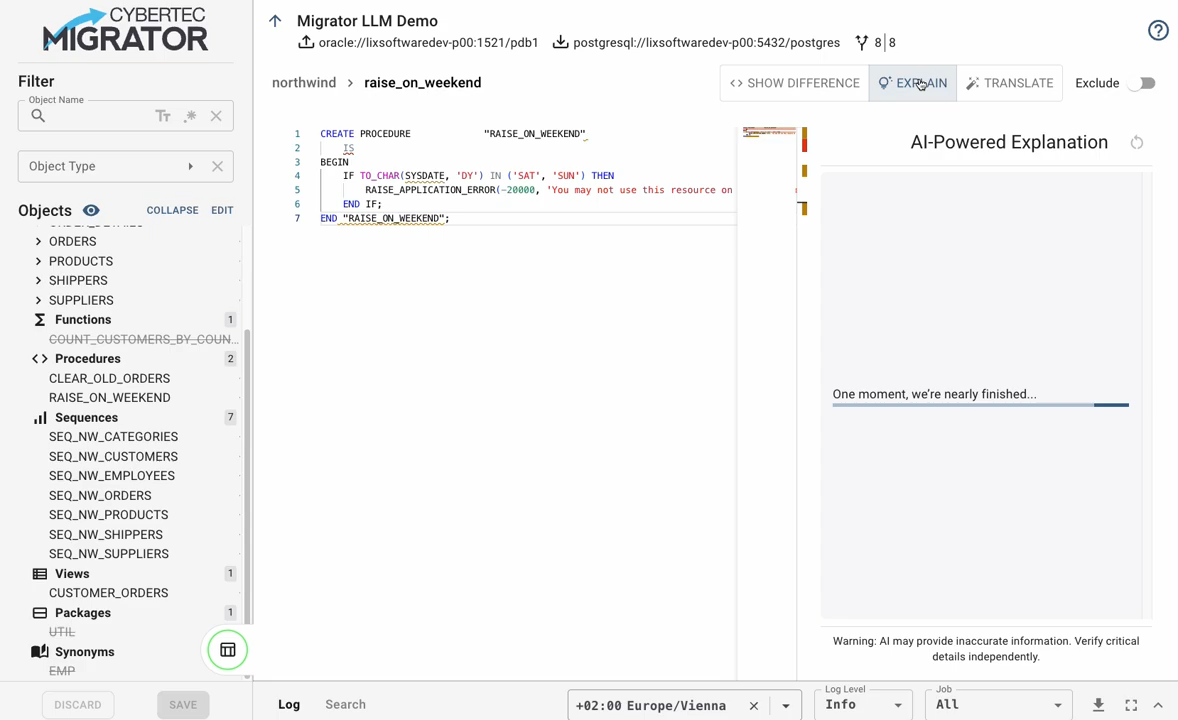 CYBERTEC
MIGRATOR
Migrator LLM Demo
oracle://lixsoftwaredev-p00:1521/pdb1
postgresql://lixsoftwaredev-p00:5432/postgres
8|8
northwind > raise_on_weekend
<> SHOW DIFFERENCE
EXPLAIN
TRANSLATE
Exclude
Filter
Object Name
Tт
.*
Object Type
Objects
COLLAPSE
EDIT
ORDER_DETAILS
ORDERS
PRODUCTS
SHIPPERS
SUPPLIERS
Functions 1
COUNT_CUSTOMERS_BY_COUN...
Procedures 2
CLEAR_OLD_ORDERS
RAISE_ON_WEEKEND
Sequences 7
SEQ_NW_CATEGORIES
SEQ_NW_CUSTOMERS
SEQ_NW_EMPLOYEES
SEQ_NW_ORDERS
SEQ_NW_PRODUCTS
SEQ_NW_SHIPPERS
SEQ_NW_SUPPLIERS
Views 1
CUSTOMER_ORDERS
Packages 1
UTIL
Synonyms
EMP
DISCARD
SAVE
1 CREATE PROCEDURE "RAISE_ON_WEEKEND"
2 IS
3 BEGIN
4 IF TO_CHAR(SYSDATE, 'DY') IN ('SAT', 'SUN') THEN
5 RAISE_APPLICATION_ERROR(-20000, 'You may not use this resource on
6 END IF;
7 END "RAISE_ON_WEEKEND";
AI-Powered Explanation
One moment, we're nearly finished...
Warning: AI may provide inaccurate information. Verify critical
details independently.
Log
Search
+02:00 Europe/Vienna
Log Level
Info
Job
All